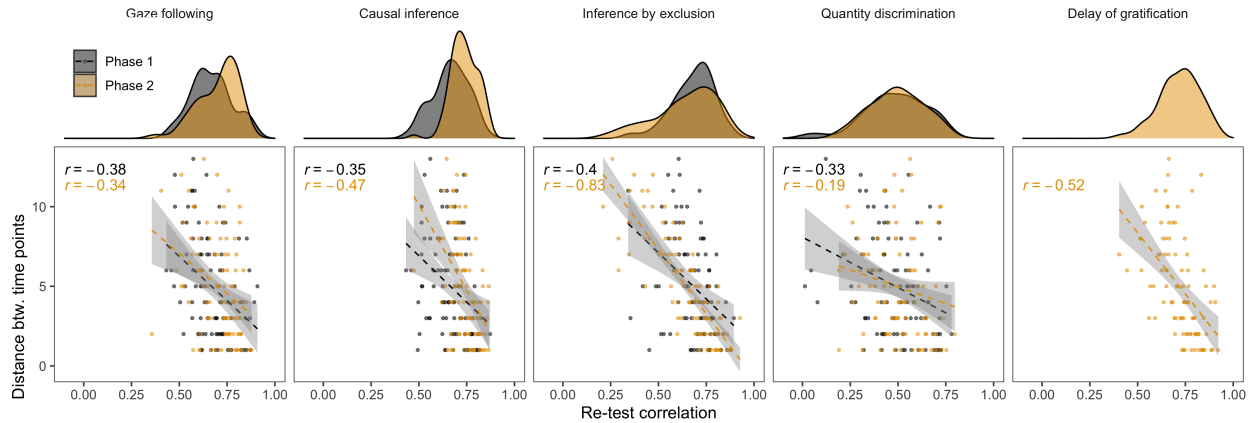 Gaze following
Causal inference
Inference by exclusion
Quantity discrimination
Delay of gratification
Phase 1
Phase 2
r = −0.38
r = −0.34
r = −0.35
r = −0.47
r = −0.4
r = −0.83
r = −0.33
r = −0.19
r = −0.52
Distance btw. time points
10
5
0
0.00 0.25 0.50 0.75 1.00
0.00 0.25 0.50 0.75 1.00
0.00 0.25 0.50 0.75 1.00
0.00 0.25 0.50 0.75 1.00
0.00 0.25 0.50 0.75 1.00
Re-test correlation